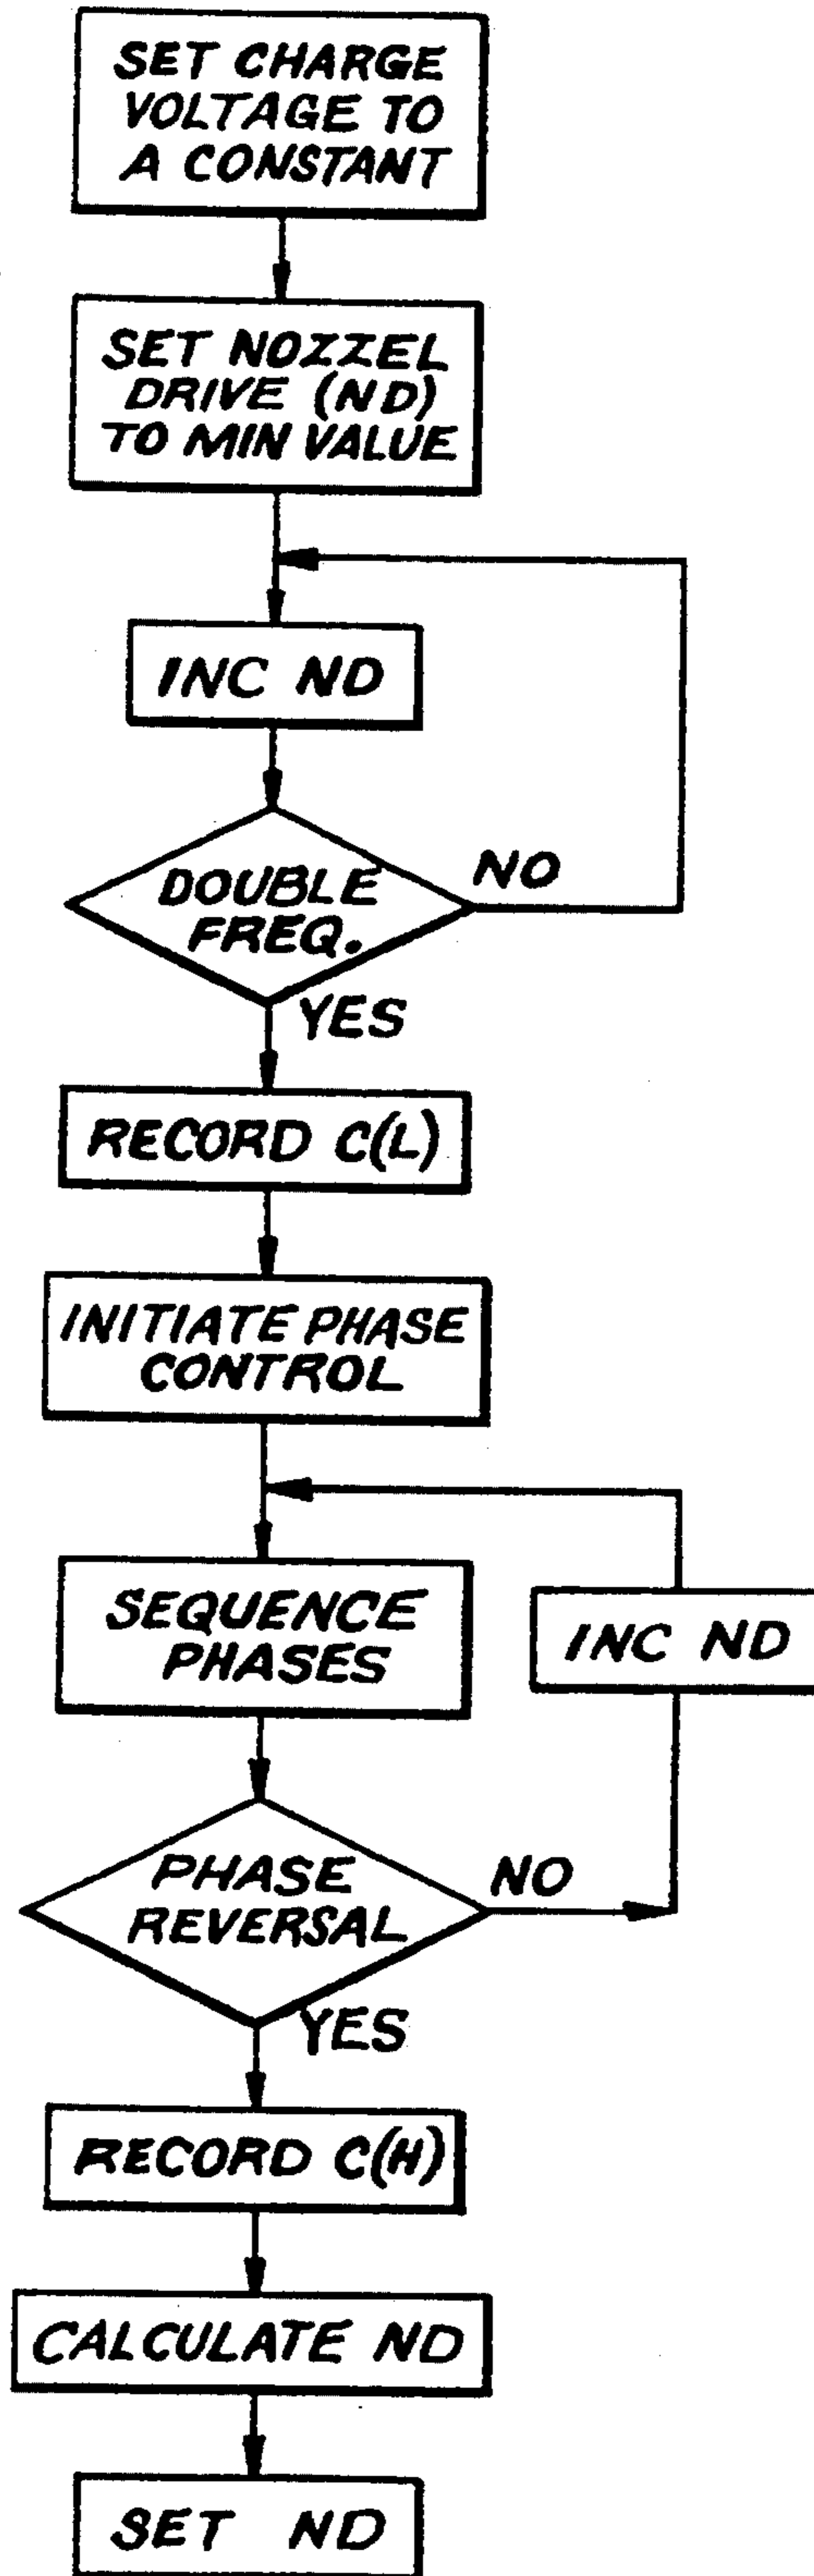 SET CHARGE
VOLTAGE TO
A CONSTANT
SET NOZZEL
DRIVE (ND)
TO MIN VALUE
INC ND
DOUBLE
FREQ.
NO
YES
RECORD C(L)
INITIATE PHASE
CONTROL
SEQUENCE
PHASES
INC ND
PHASE
REVERSAL
NO
YES
RECORD C(H)
CALCULATE ND
SET ND